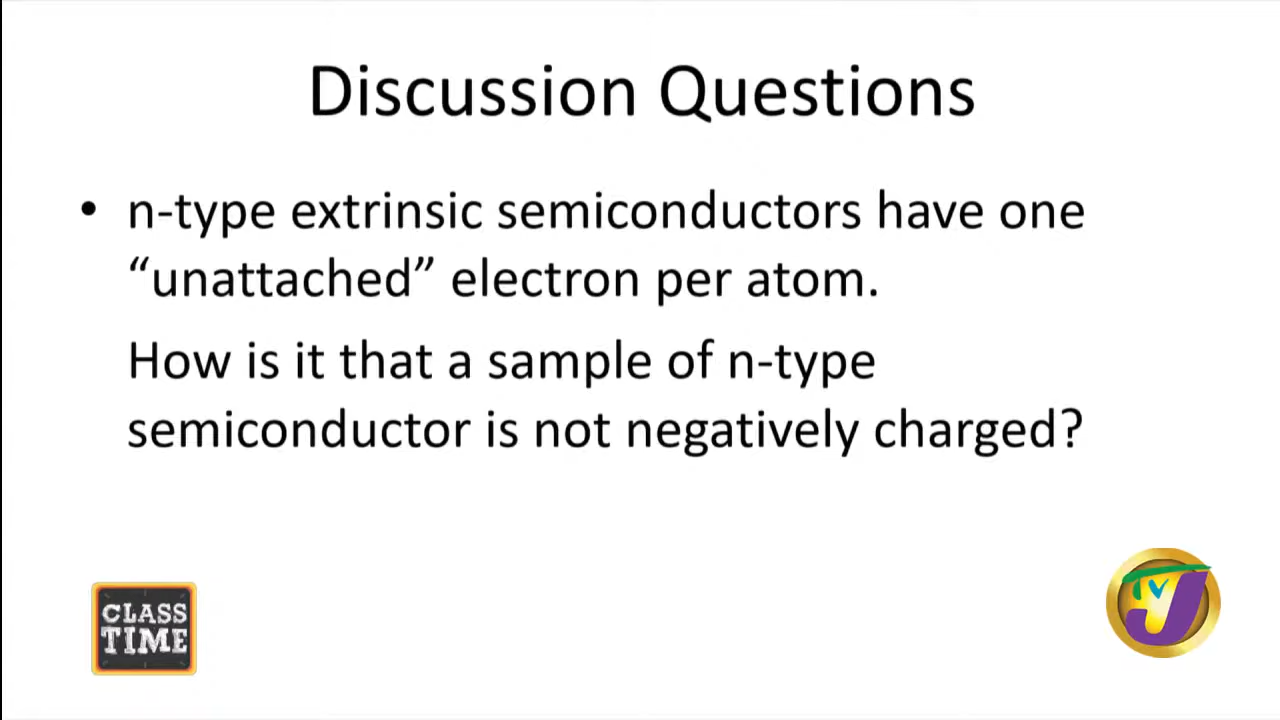 Discussion Questions
• n-type extrinsic semiconductors have one
“unattached” electron per atom.
How is it that a sample of n-type
semiconductor is not negatively charged?
CLASS
TIME
TVJ